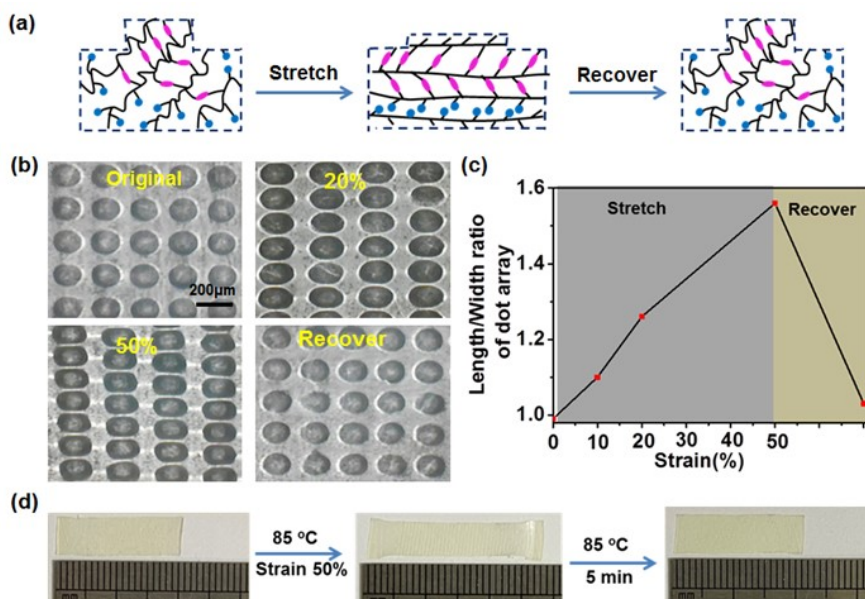 (a)
Stretch
Recover
(b)
Original
20%
200μm
50%
Recover
(c)
Length/Width ratio
of dot array
1.6
1.4
1.2
1.0
Stretch
Recover
0
10
20
30
40
50
Strain(%)
(d)
85 °C
Strain 50%
85 °C
5 min
mm